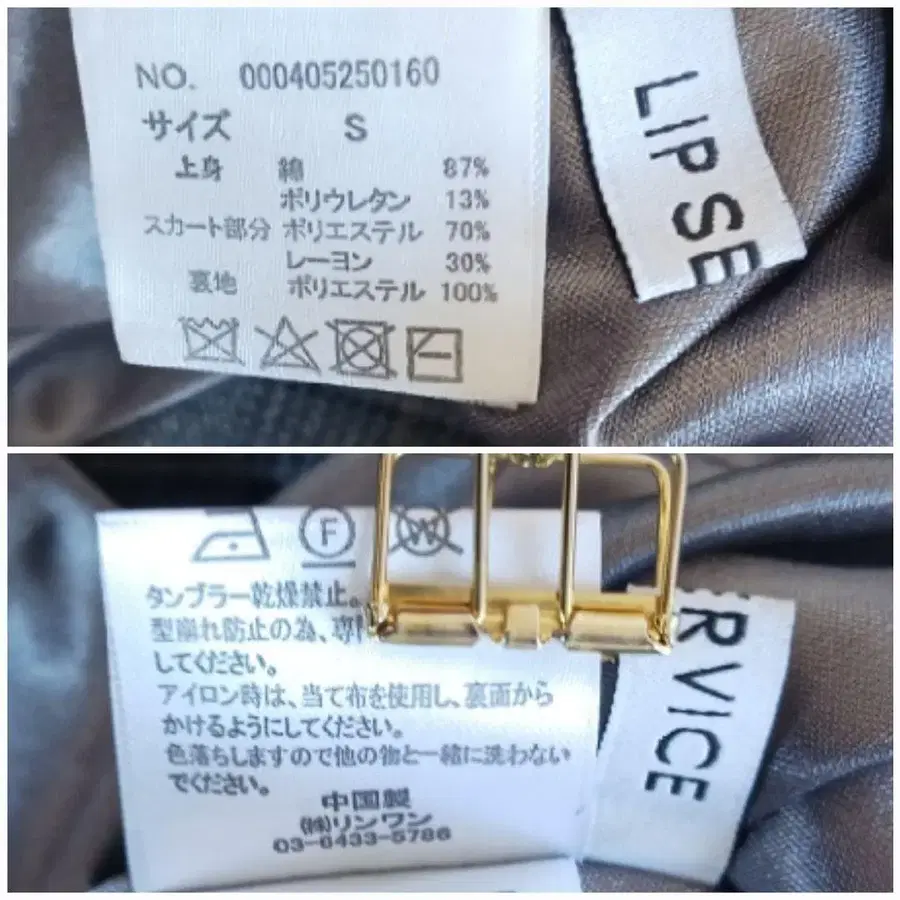 NO. 000405250160
サイズ S
上身 綿 87%
ポリウレタン 13%
スカート部分 ポリエステル 70%
レーヨン 30%
裏地 ポリエステル 100%
LIP SE
F
W
タンブラー乾燥禁止。
型崩れ防止の為、専
してください。
アイロン時は、当て布を使用し、裏面から
かけるようにしてください。
色落ちしますので他の物と一緒に洗わない
でください。
中国製
㈱リンワン
03-6433-5786
RVICE